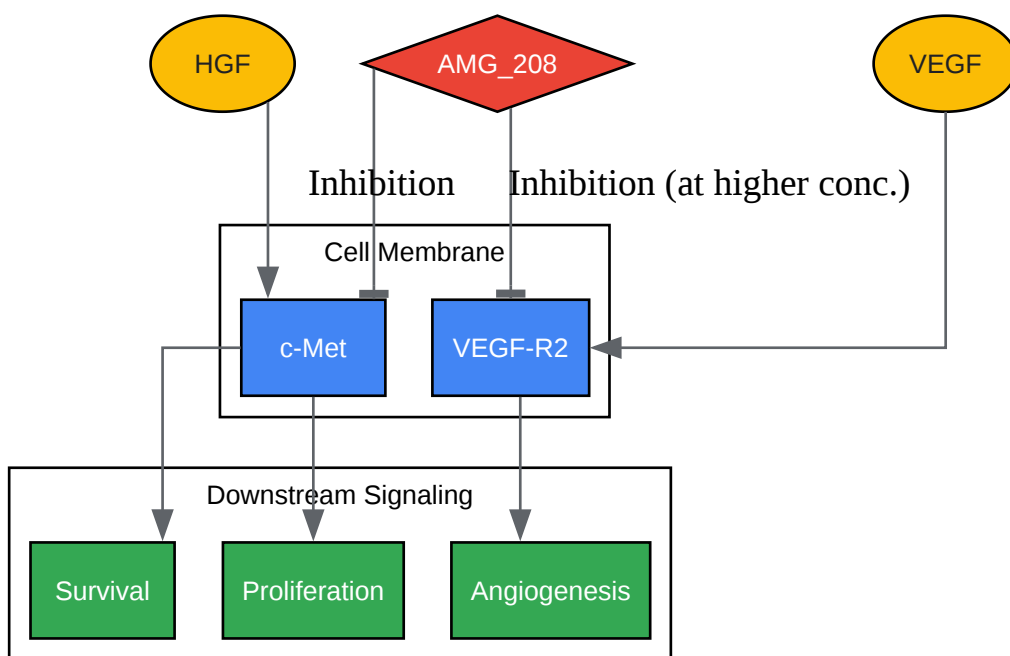 HGF
AMG_208
VEGF
Inhibition
Inhibition (at higher conc.)
Cell Membrane
c-Met
VEGF-R2
Downstream Signaling
Survival
Proliferation
Angiogenesis